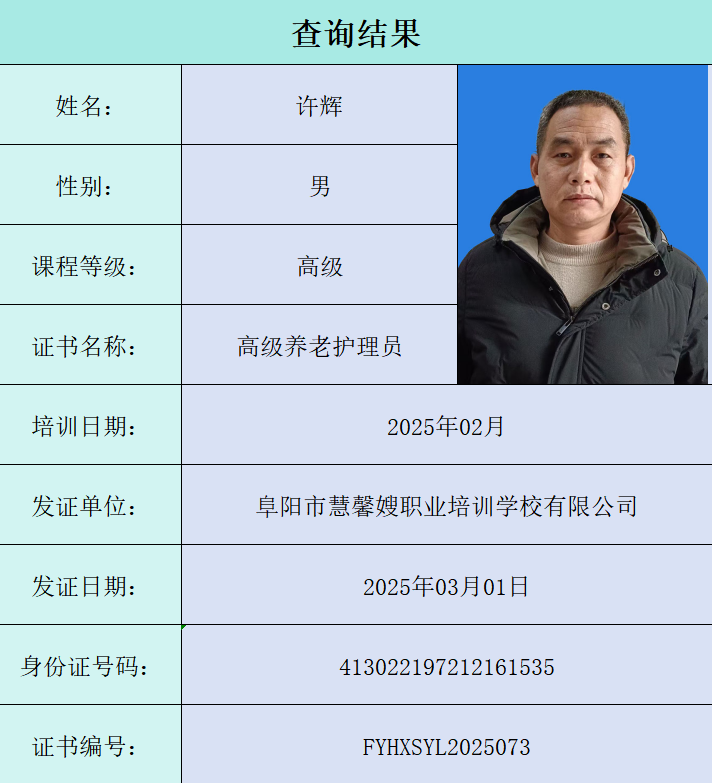 查询结果
姓名： 许辉
性别： 男
课程等级： 高级
证书名称： 高级养老护理员
培训日期： 2025年02月
发证单位： 阜阳市慧馨嫂职业培训学校有限公司
发证日期： 2025年03月01日
身份证号码： 413022197212161535
证书编号： FYHXSYL2025073